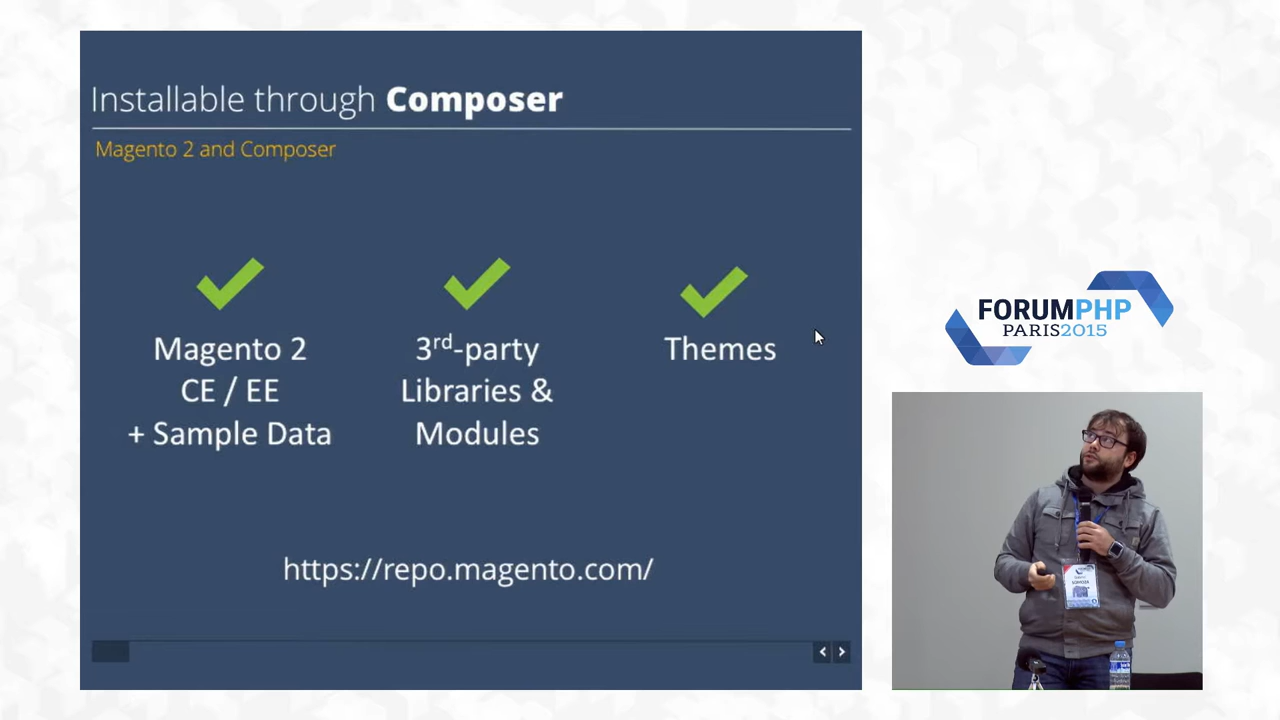 Installable through Composer
Magento 2 and Composer
Magento 2
CE / EE
+ Sample Data
3rd-party
Libraries &
Modules
Themes
https://repo.magento.com/
FORUMPHP
PARIS2015